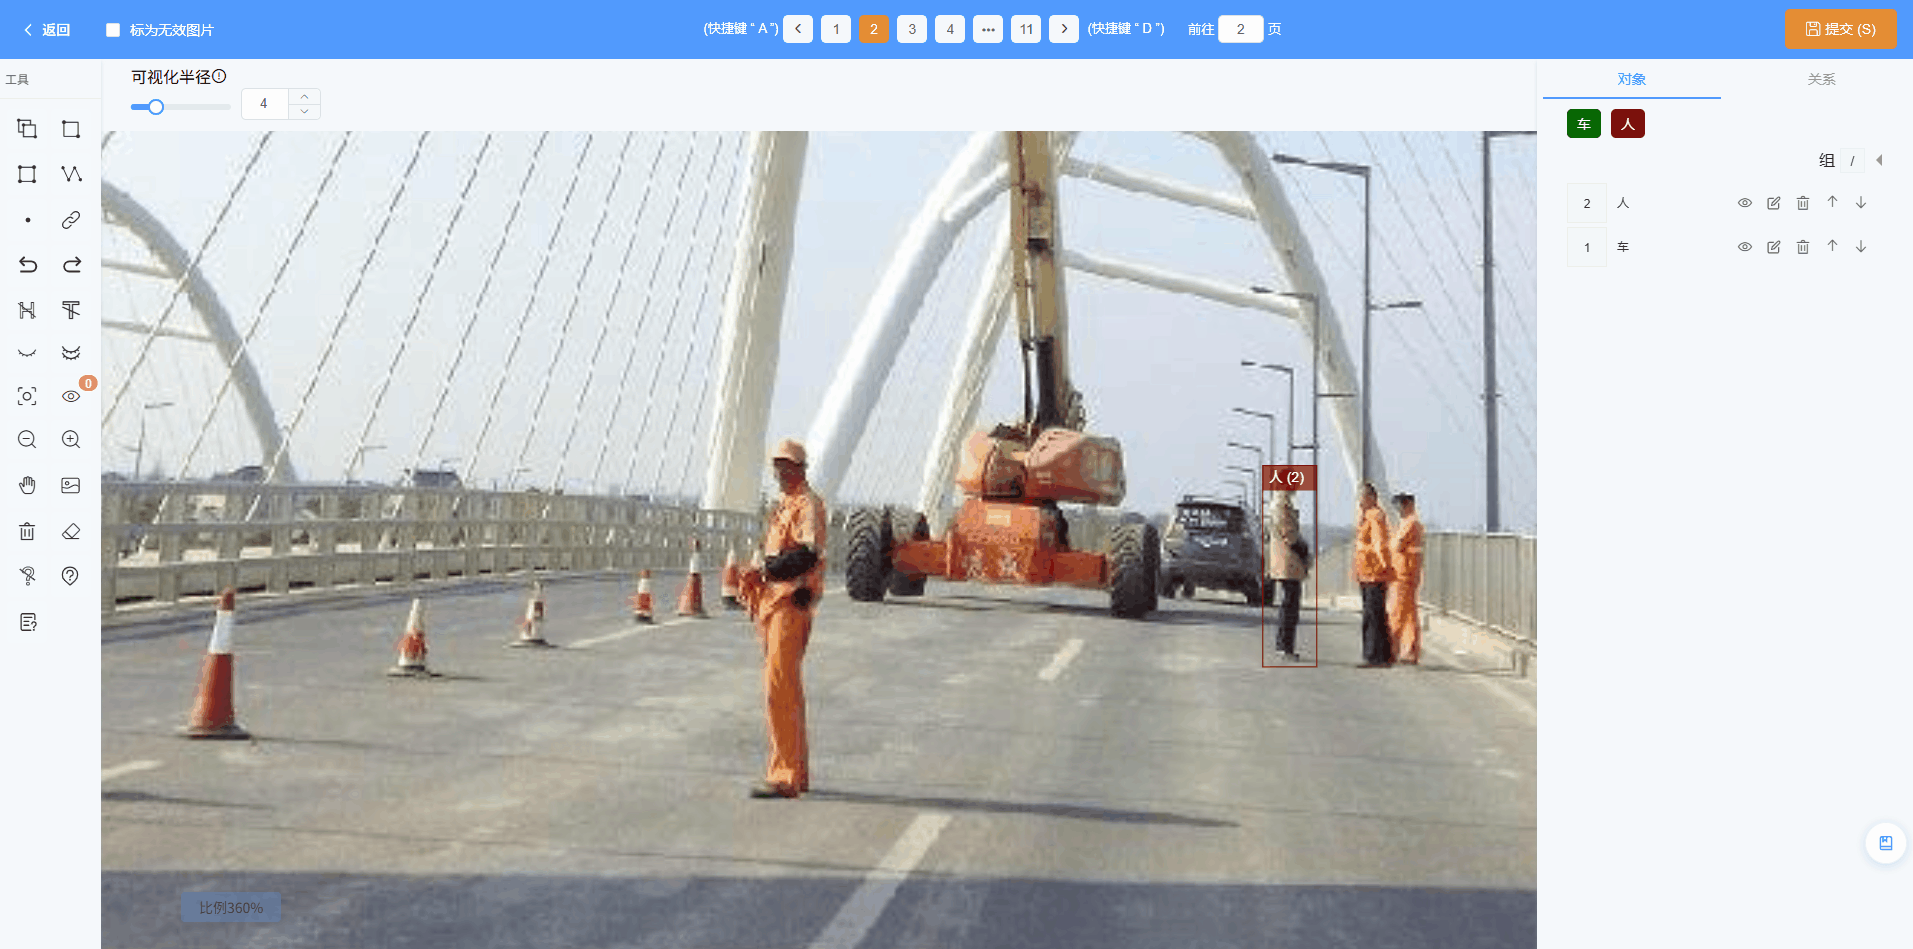 返回
标为无效图片
(快捷键 “ A ”)
1
2
3
4
•••
11
(快捷键 “ D ”)
前往 2 页
提交 (S)
工具
可视化半径
4
对象
关系
车
人
组 /
2 人
1 车
0
人 (2)
比例360%